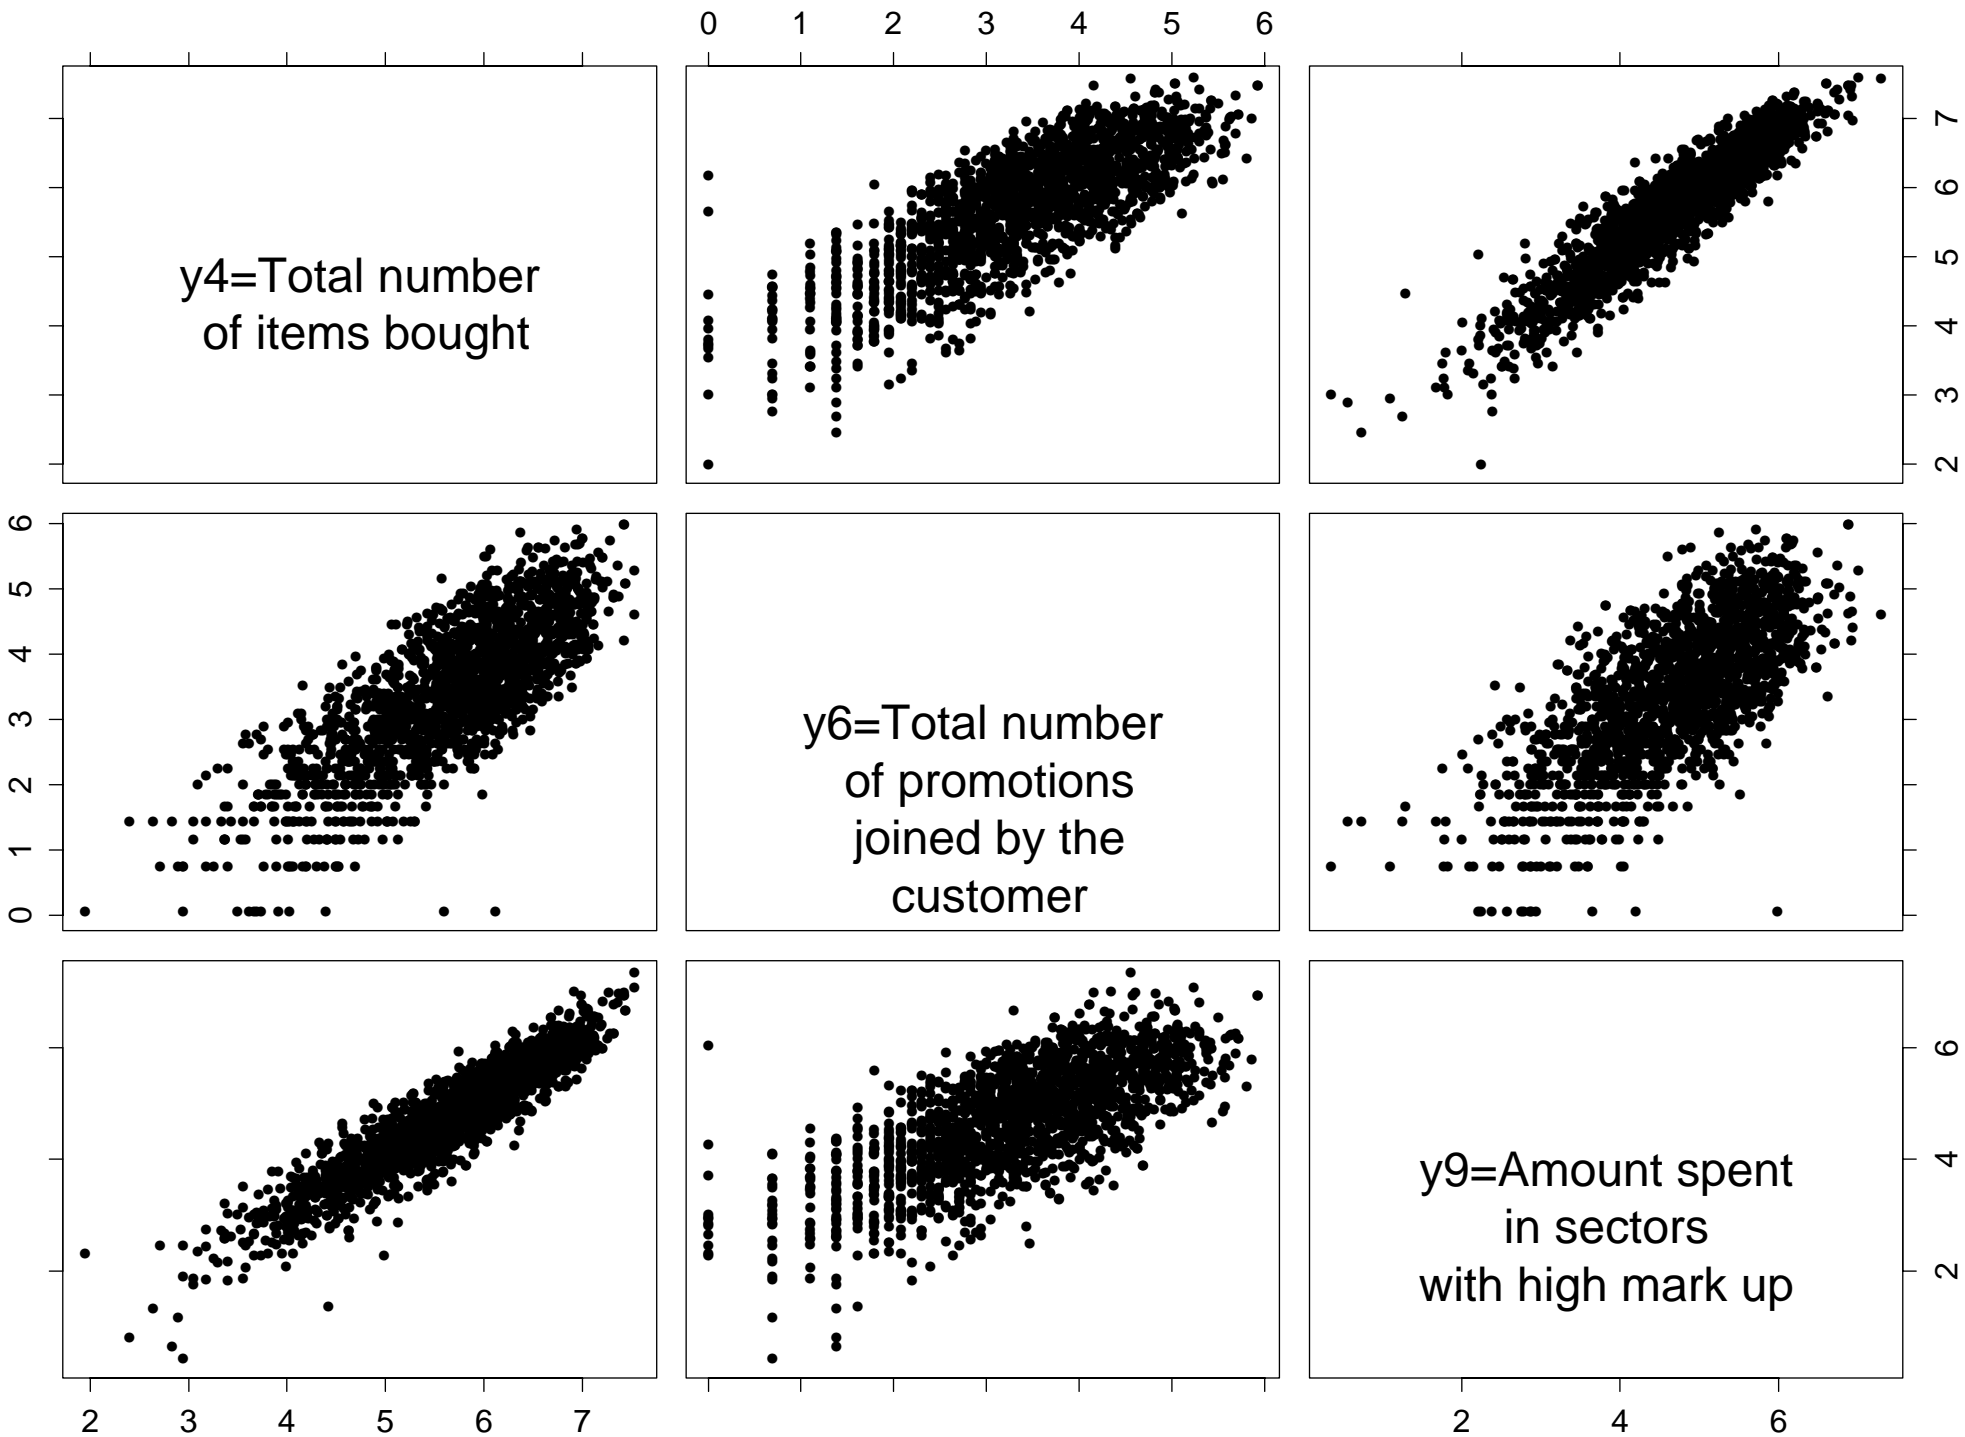 0 1 2 3 4 5 6
y4=Total number
of items bought
7
6
5
4
3
2
6
5
4
3
2
1
0
y6=Total number
of promotions
joined by the
customer
y9=Amount spent
in sectors
with high mark up
6
4
2
2 3 4 5 6 7
2 4 6